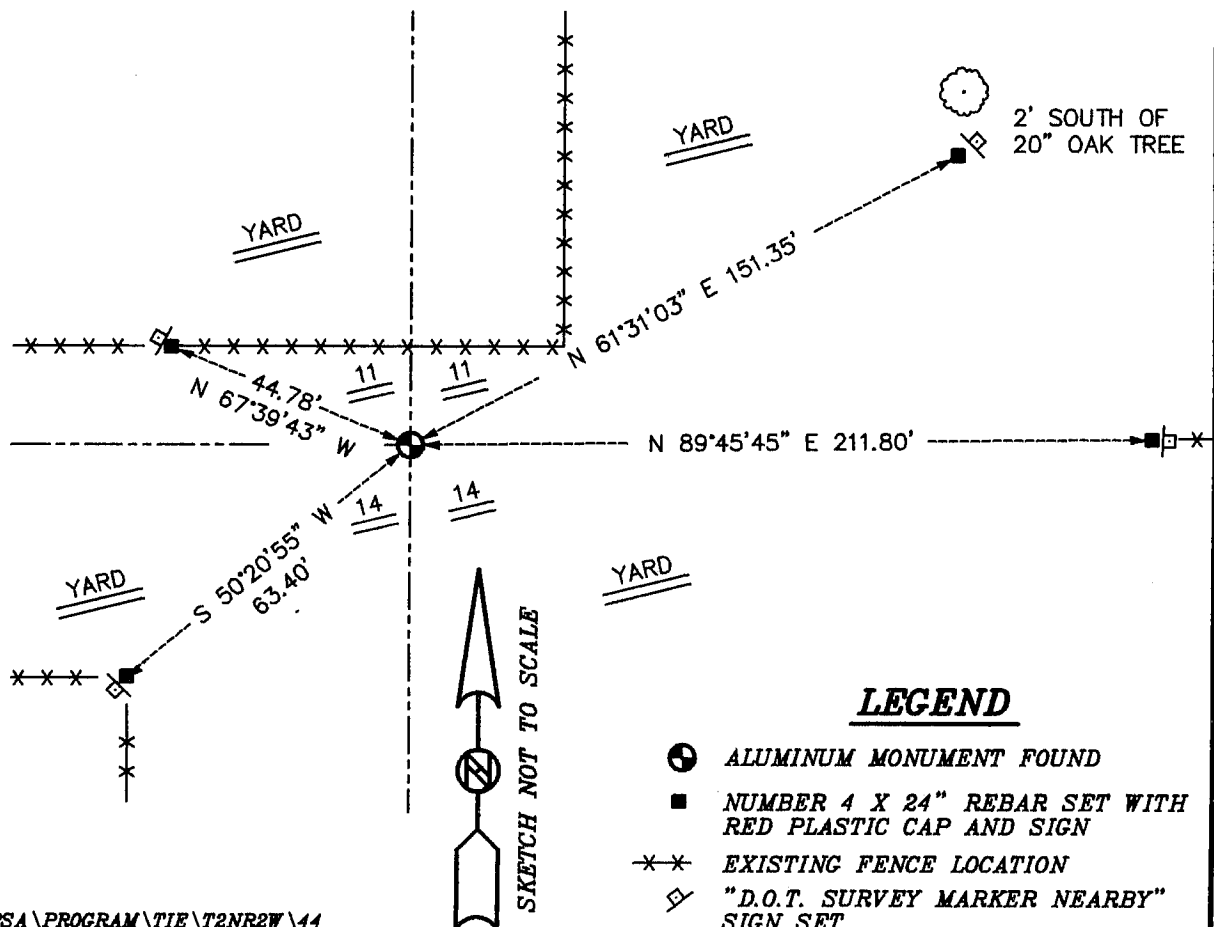 YARD
2' SOUTH OF
20" OAK TREE
YARD
N 61°31'03" E 151.35'
11
11
44.78'
N 67°39'43" W
N 89°45'45" E 211.80'
14
14
S 50°20'55" W
63.40'
YARD
YARD
SKETCH NOT TO SCALE
N
LEGEND
ALUMINUM MONUMENT FOUND
NUMBER 4 X 24" REBAR SET WITH
RED PLASTIC CAP AND SIGN
EXISTING FENCE LOCATION
"D.O.T. SURVEY MARKER NEARBY"
SIGN SET
SA\PROGRAM\TIE\T2NR2W\44